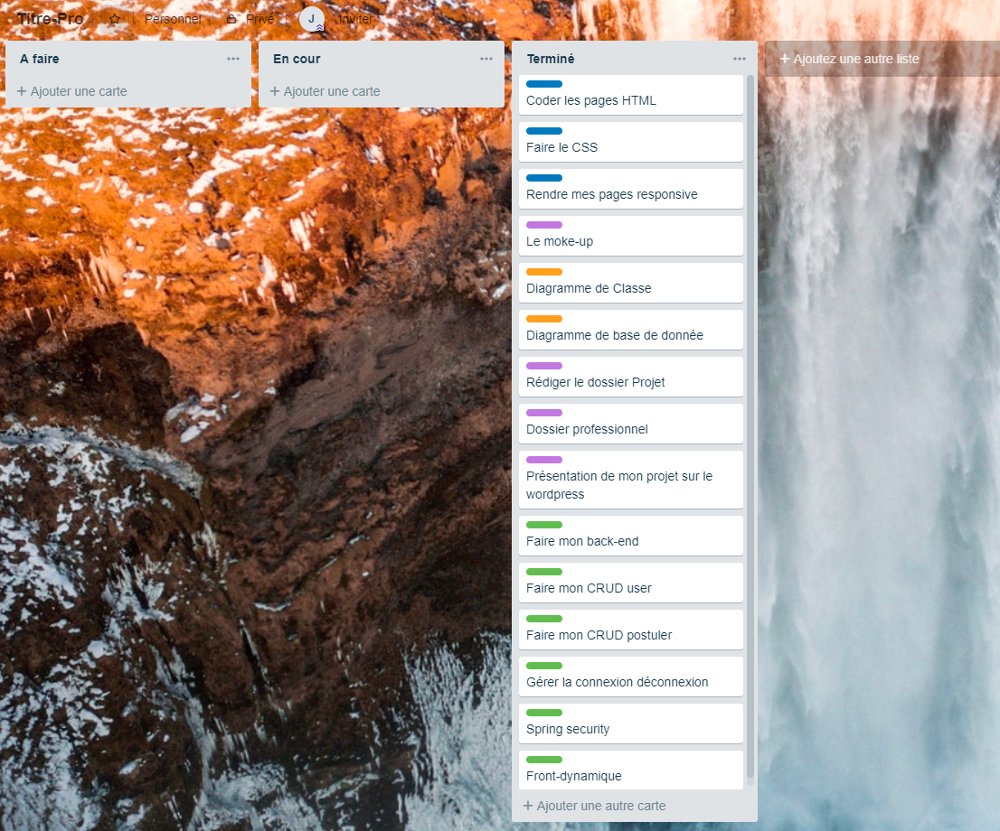 Titre-Pro
Personnel
Privé
J
Inviter
A faire
Ajouter une carte
En cour
Ajouter une carte
Terminé
Coder les pages HTML
Faire le CSS
Rendre mes pages responsive
Le moke-up
Diagramme de Classe
Diagramme de base de donnée
Rédiger le dossier Projet
Dossier professionnel
Présentation de mon projet sur le
wordpress
Faire mon back-end
Faire mon CRUD user
Faire mon CRUD postuler
Gérer la connexion déconnexion
Spring security
Front-dynamique
Ajouter une autre carte
Ajoutez une autre liste